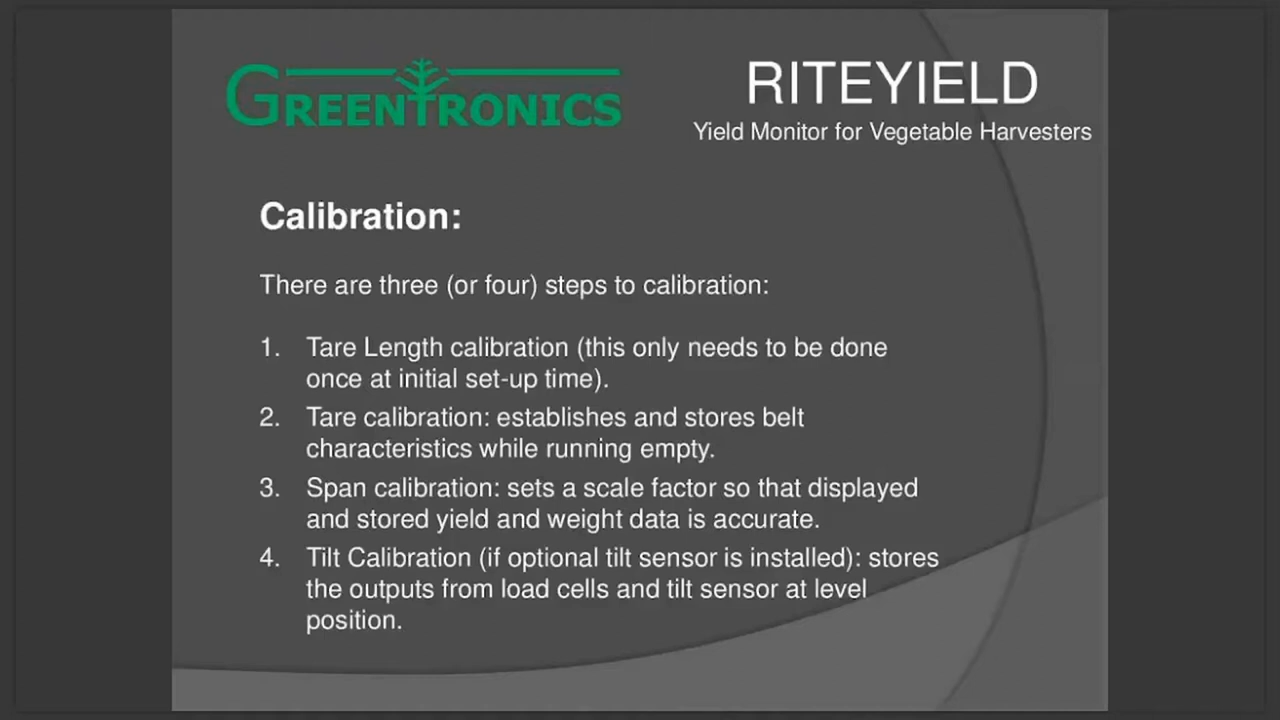 GREENTRONICS
RITEYIELD
Yield Monitor for Vegetable Harvesters
Calibration:
There are three (or four) steps to calibration:
1. Tare Length calibration (this only needs to be done
once at initial set-up time).
2. Tare calibration: establishes and stores belt
characteristics while running empty.
3. Span calibration: sets a scale factor so that displayed
and stored yield and weight data is accurate.
4. Tilt Calibration (if optional tilt sensor is installed): stores
the outputs from load cells and tilt sensor at level
position.